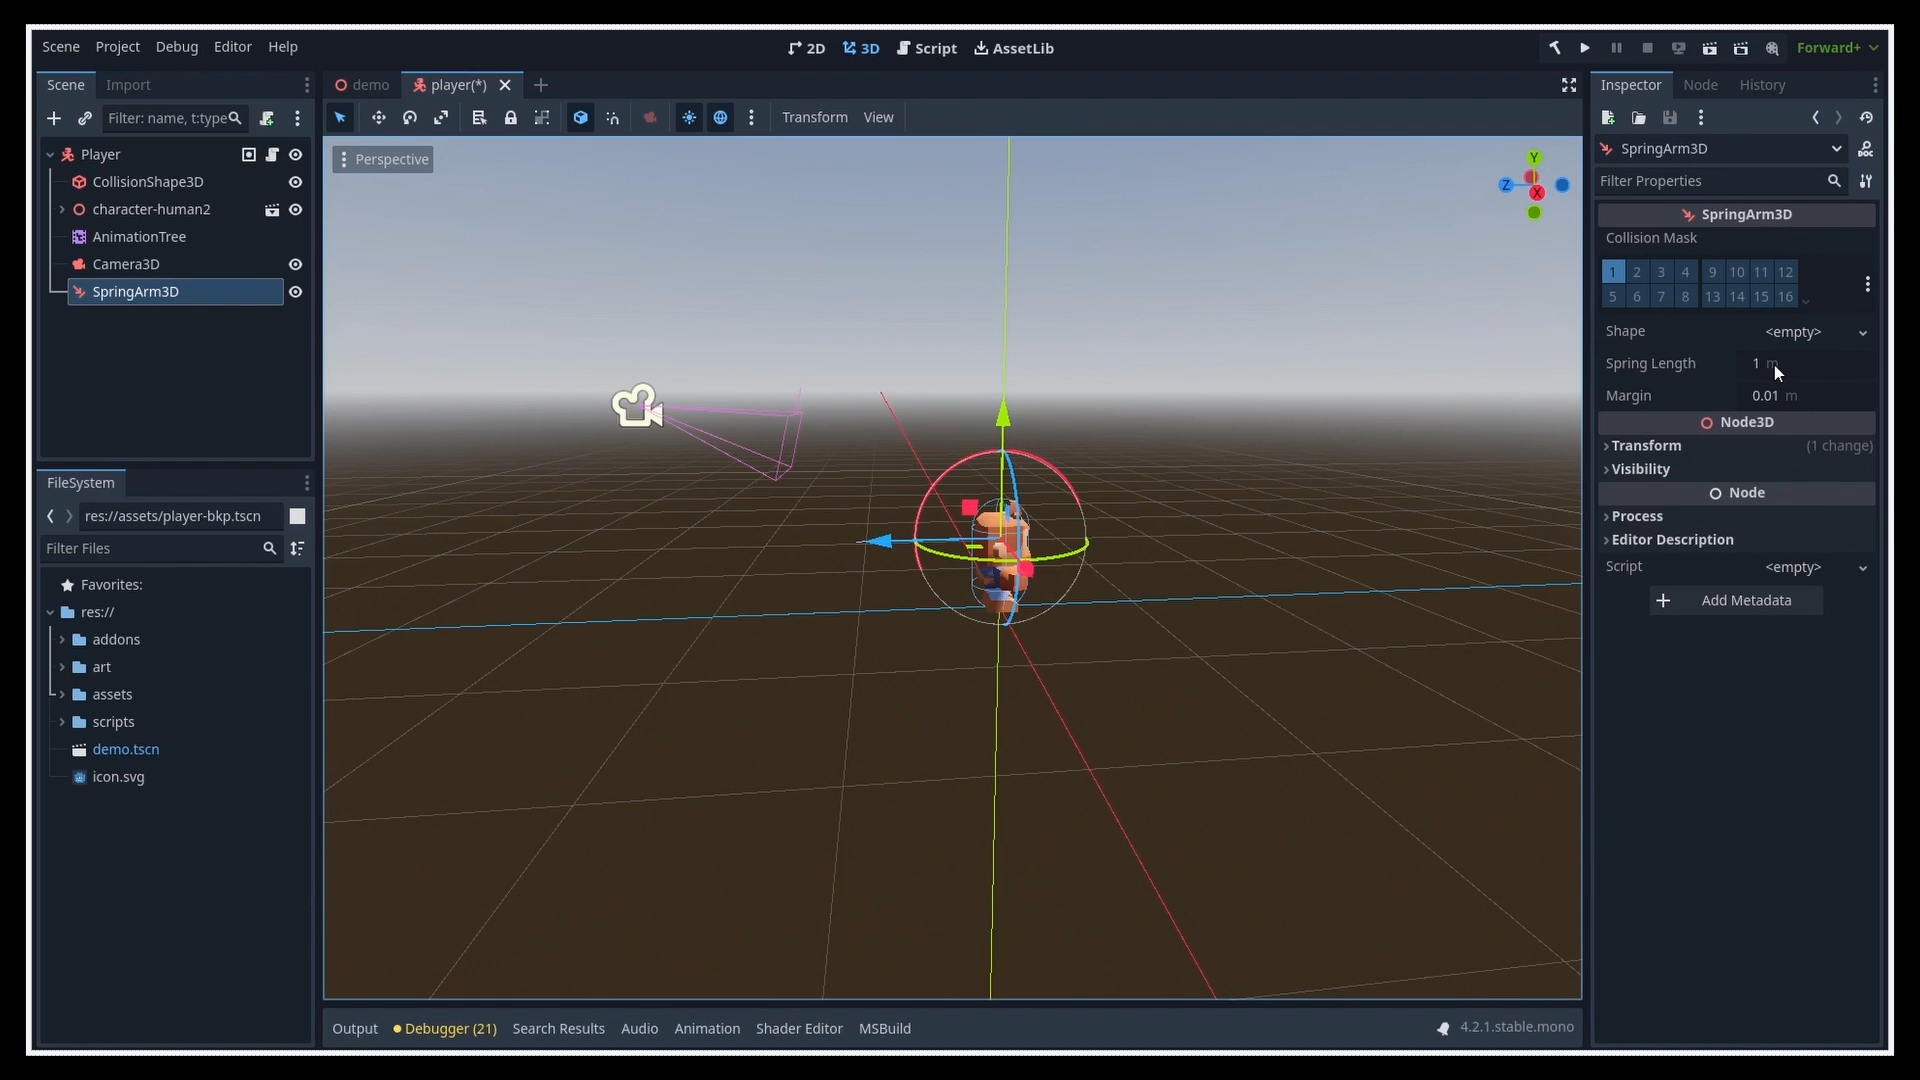 Scene Project Debug Editor Help
2D 3D Script AssetLib
Forward+
Scene Import
Filter: name, t:type
Player
CollisionShape3D
character-human2
AnimationTree
Camera3D
SpringArm3D
FileSystem
res://assets/player-bkp.tscn
Filter Files
Favorites:
res://
addons
art
assets
scripts
demo.tscn
icon.svg
demo player(*)
Transform View
Perspective
Y
Z
X
Output Debugger (21) Search Results Audio Animation Shader Editor MSBuild
4.2.1.stable.mono
Inspector Node History
SpringArm3D
DOC
Filter Properties
SpringArm3D
Collision Mask
1 2 3 4 9 10 11 12
5 6 7 8 13 14 15 16
Shape <empty>
Spring Length 1 m
Margin 0.01 m
Node3D
Transform (1 change)
Visibility
Node
Process
Editor Description
Script <empty>
Add Metadata